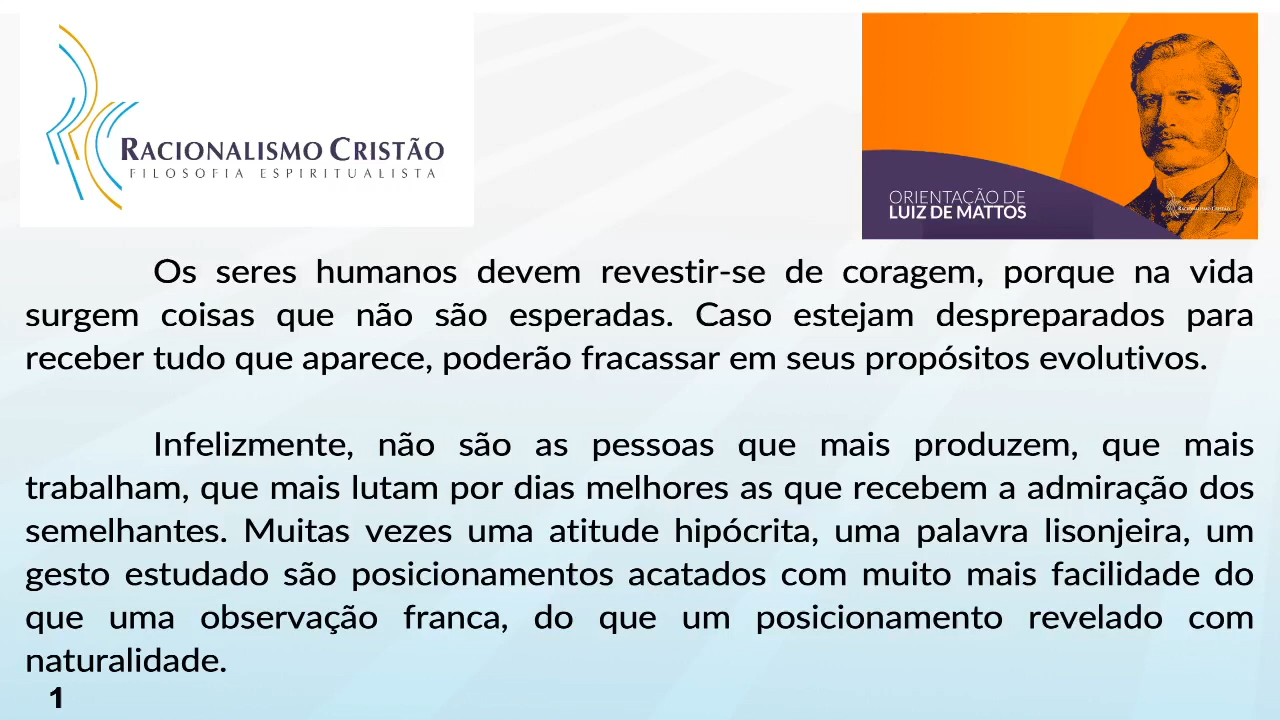 RACIONALISMO CRISTÃO
FILOSOFIA ESPIRITUALISTA
ORIENTAÇÃO DE
LUIZ DE MATTOS
RACIONALISMO CRISTÃO
Os seres humanos devem revestir-se de coragem, porque na vida
surgem coisas que não são esperadas. Caso estejam despreparados para
receber tudo que aparece, poderão fracassar em seus propósitos evolutivos.
Infelizmente, não são as pessoas que mais produzem, que mais
trabalham, que mais lutam por dias melhores as que recebem a admiração dos
semelhantes. Muitas vezes uma atitude hipócrita, uma palavra lisonjeira, um
gesto estudado são posicionamentos acatados com muito mais facilidade do
que uma observação franca, do que um posicionamento revelado com
naturalidade.
1